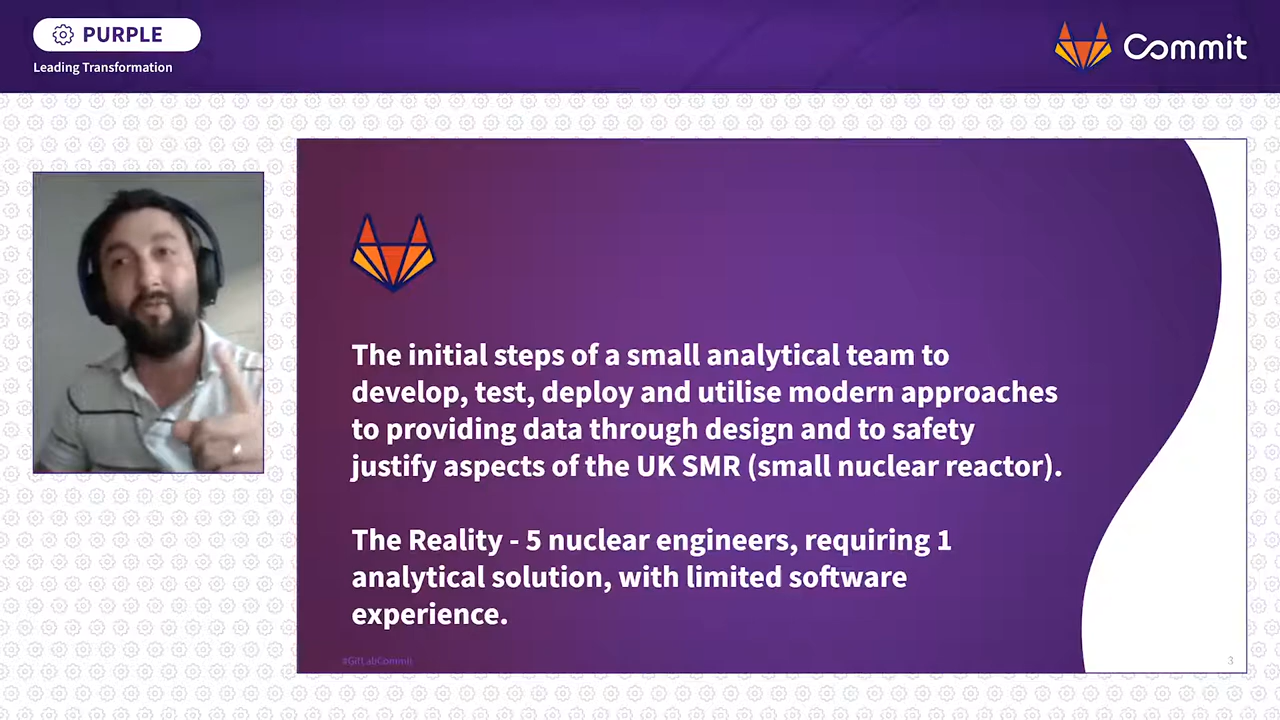 PURPLE
Leading Transformation
Commit
The initial steps of a small analytical team to
develop, test, deploy and utilise modern approaches
to providing data through design and to safety
justify aspects of the UK SMR (small nuclear reactor).
The Reality - 5 nuclear engineers, requiring 1
analytical solution, with limited software
experience.
#GitLabCommit
3